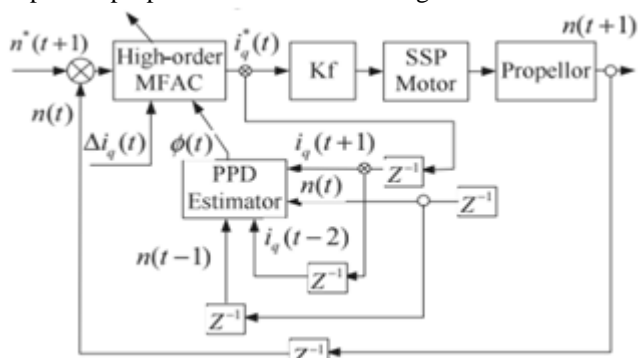 n*(t+1)
High-order
MFAC
i*q(t)
Kf
SSP
Motor
Propellor
n(t+1)
n(t)
Δiq(t)
ϕ(t)
PPD
Estimator
iq(t+1)
Z⁻¹
n(t)
Z⁻¹
iq(t−2)
n(t−1)
Z⁻¹
Z⁻¹
Z⁻¹